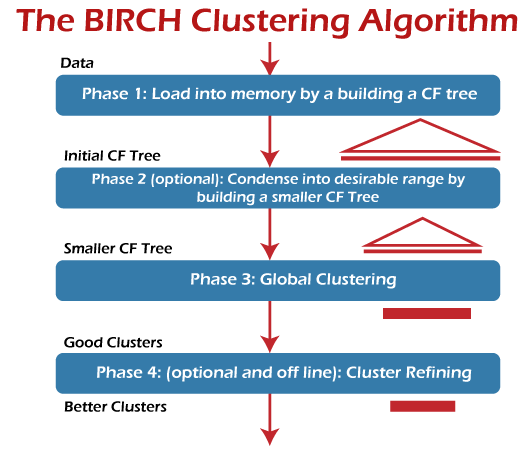 The BIRCH Clustering Algorithm
Data
Phase 1: Load into memory by a building a CF tree
Initial CF Tree
Phase 2 (optional): Condense into desirable range by
building a smaller CF Tree
Smaller CF Tree
Phase 3: Global Clustering
Good Clusters
Phase 4: (optional and off line): Cluster Refining
Better Clusters